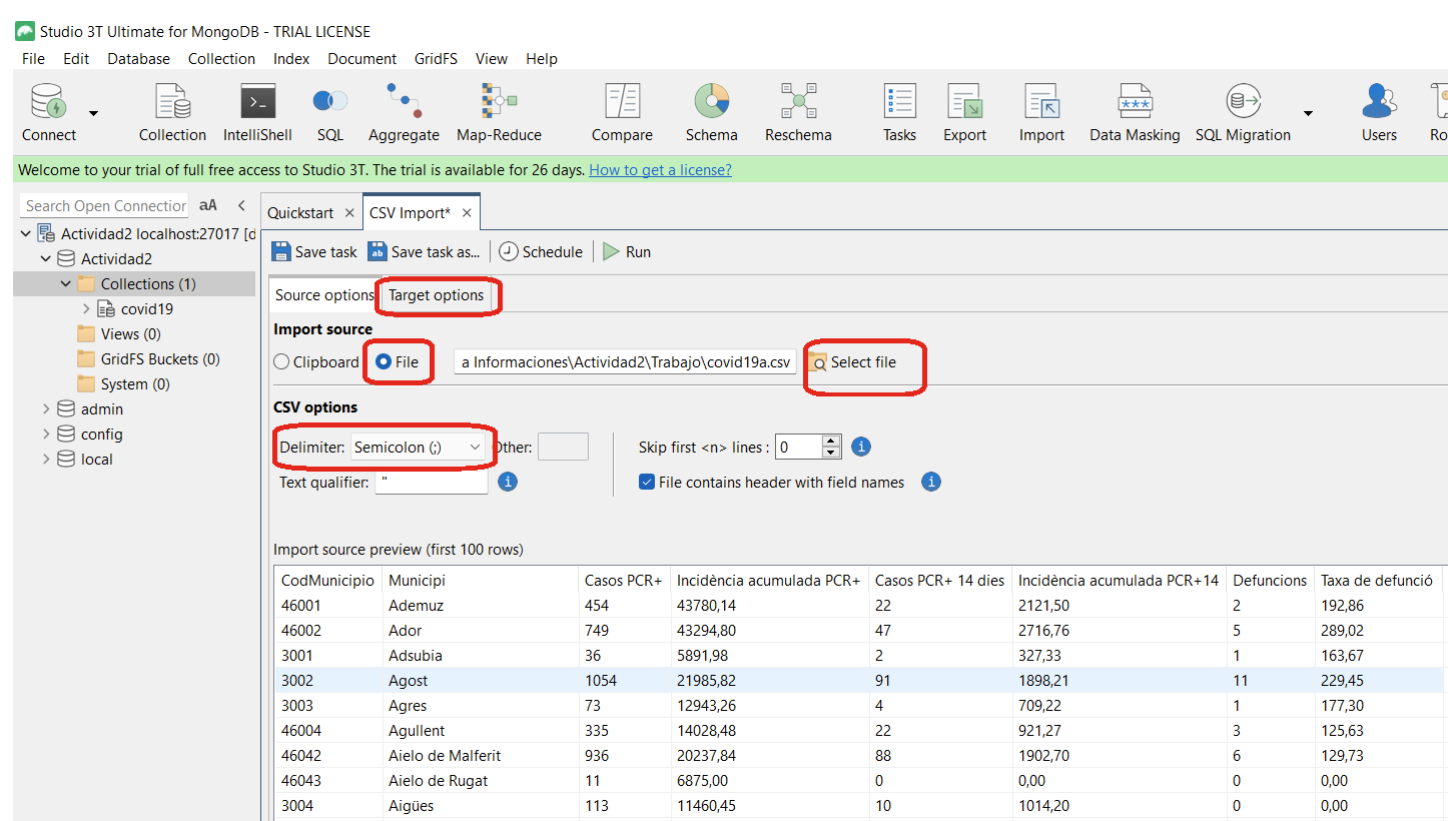 Studio 3T Ultimate for MongoDB - TRIAL LICENSE
File Edit Database Collection Index Document GridFS View Help
Connect Collection IntelliShell SQL Aggregate Map-Reduce Compare Schema Reschema Tasks Export Import Data Masking SQL Migration Users Ro
Welcome to your trial of full free access to Studio 3T. The trial is available for 26 days. How to get a license?
Search Open Connection aA <
Quickstart × CSV Import* ×
Actividad2 localhost:27017 [d
Actividad2
Collections (1)
covid19
Views (0)
GridFS Buckets (0)
System (0)
admin
config
local
Save task Save task as... Schedule Run
Source options Target options
Import source
Clipboard File a Informaciones\Actividad2\Trabajo\covid19a.csv Select file
CSV options
Delimiter: Semicolon (;) Other: Skip first <n> lines : 0
Text qualifier: " File contains header with field names
Import source preview (first 100 rows)
CodMunicipio Municipi Casos PCR+ Incidència acumulada PCR+ Casos PCR+ 14 dies Incidència acumulada PCR+14 Defuncions Taxa de defunció
46001 Ademuz 454 43780,14 22 2121,50 2 192,86
46002 Ador 749 43294,80 47 2716,76 5 289,02
3001 Adsubia 36 5891,98 2 327,33 1 163,67
3002 Agost 1054 21985,82 91 1898,21 11 229,45
3003 Agres 73 12943,26 4 709,22 1 177,30
46004 Agullent 335 14028,48 22 921,27 3 125,63
46042 Aielo de Malferit 936 20237,84 88 1902,70 6 129,73
46043 Aielo de Rugat 11 6875,00 0 0,00 0 0,00
3004 Aigües 113 11460,45 10 1014,20 0 0,00